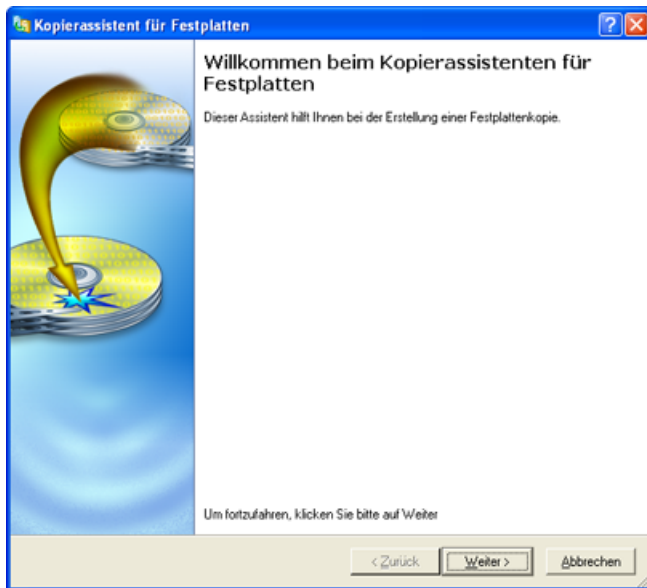 Kopierassistent für Festplatten
Willkommen beim Kopierassistenten für
Festplatten
Dieser Assistent hilft Ihnen bei der Erstellung einer Festplattenkopie.
Um fortzufahren, klicken Sie bitte auf Weiter
< Zurück Weiter > Abbrechen